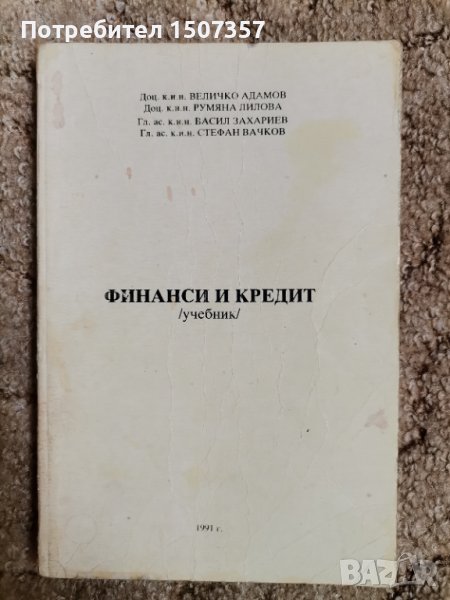 Потребител 1507357
Доц. к.и.н. ВЕЛИЧКО АДАМОВ
Доц. к.и.н. РУМЯНА ЛИЛОВА
Гл. ас. к.и.н. ВАСИЛ ЗАХАРИЕВ
Гл. ас. к.и.н. СТЕФАН ВАЧКОВ
ФИНАНСИ И КРЕДИТ
/учебник/
1991 г.
bazar